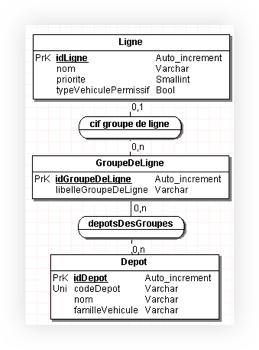 Ligne
PrK idLigne Auto_increment
nom Varchar
priorite Smallint
typeVehiculePermissif Bool
0,1
cif groupe de ligne
0,n
GroupeDeLigne
PrK idGroupeDeLigne Auto_increment
libelleGroupeDeLigne Varchar
0,n
depotsDesGroupes
0,n
Depot
PrK idDepot Auto_increment
Uni codeDepot Varchar
nom Varchar
familleVehicule Varchar